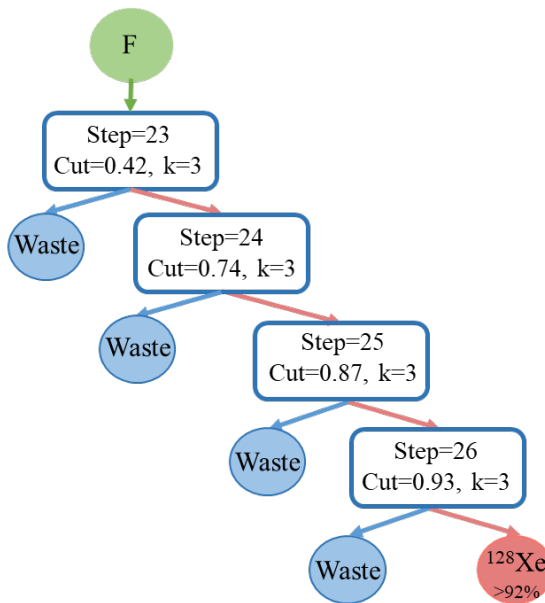 F
Step=23
Cut=0.42, k=3
Waste
Step=24
Cut=0.74, k=3
Waste
Step=25
Cut=0.87, k=3
Waste
Step=26
Cut=0.93, k=3
Waste
¹²⁸Xe
>92%